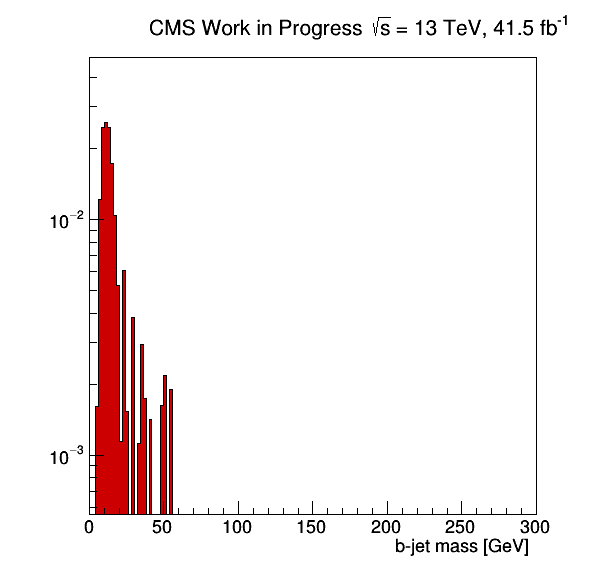 CMS Work in Progress √s = 13 TeV, 41.5 fb⁻¹
10⁻²
10⁻³
0 50 100 150 200 250 300
b-jet mass [GeV]